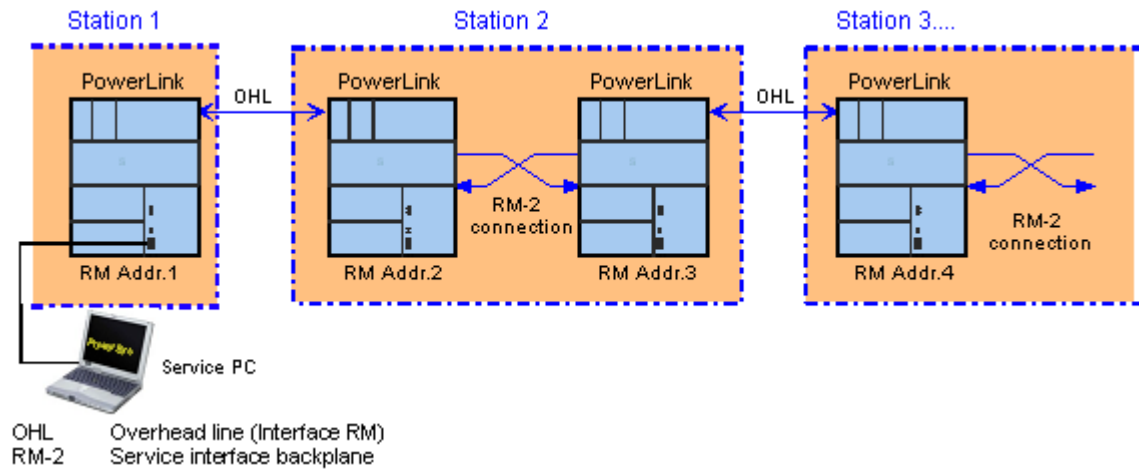 Station 1
Station 2
Station 3....
PowerLink
OHL
PowerLink
PowerLink
OHL
PowerLink
RM-2
connection
RM-2
connection
RM Addr.1
RM Addr.2
RM Addr.3
RM Addr.4
Service PC
OHL Overhead line (Interface RM)
RM-2 Service interface backplane